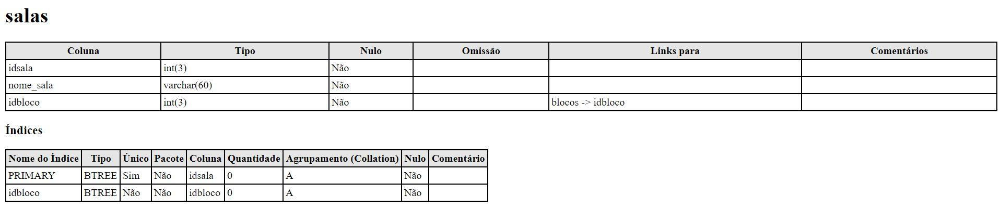 salas
Coluna Tipo Nulo Omissão Links para Comentários
idsala int(3) Não
nome_sala varchar(60) Não
idbloco int(3) Não blocos -> idbloco
Índices
Nome do Índice Tipo Único Pacote Coluna Quantidade Agrupamento (Collation) Nulo Comentário
PRIMARY BTREE Sim Não idsala 0 A Não
idbloco BTREE Não Não idbloco 0 A Não